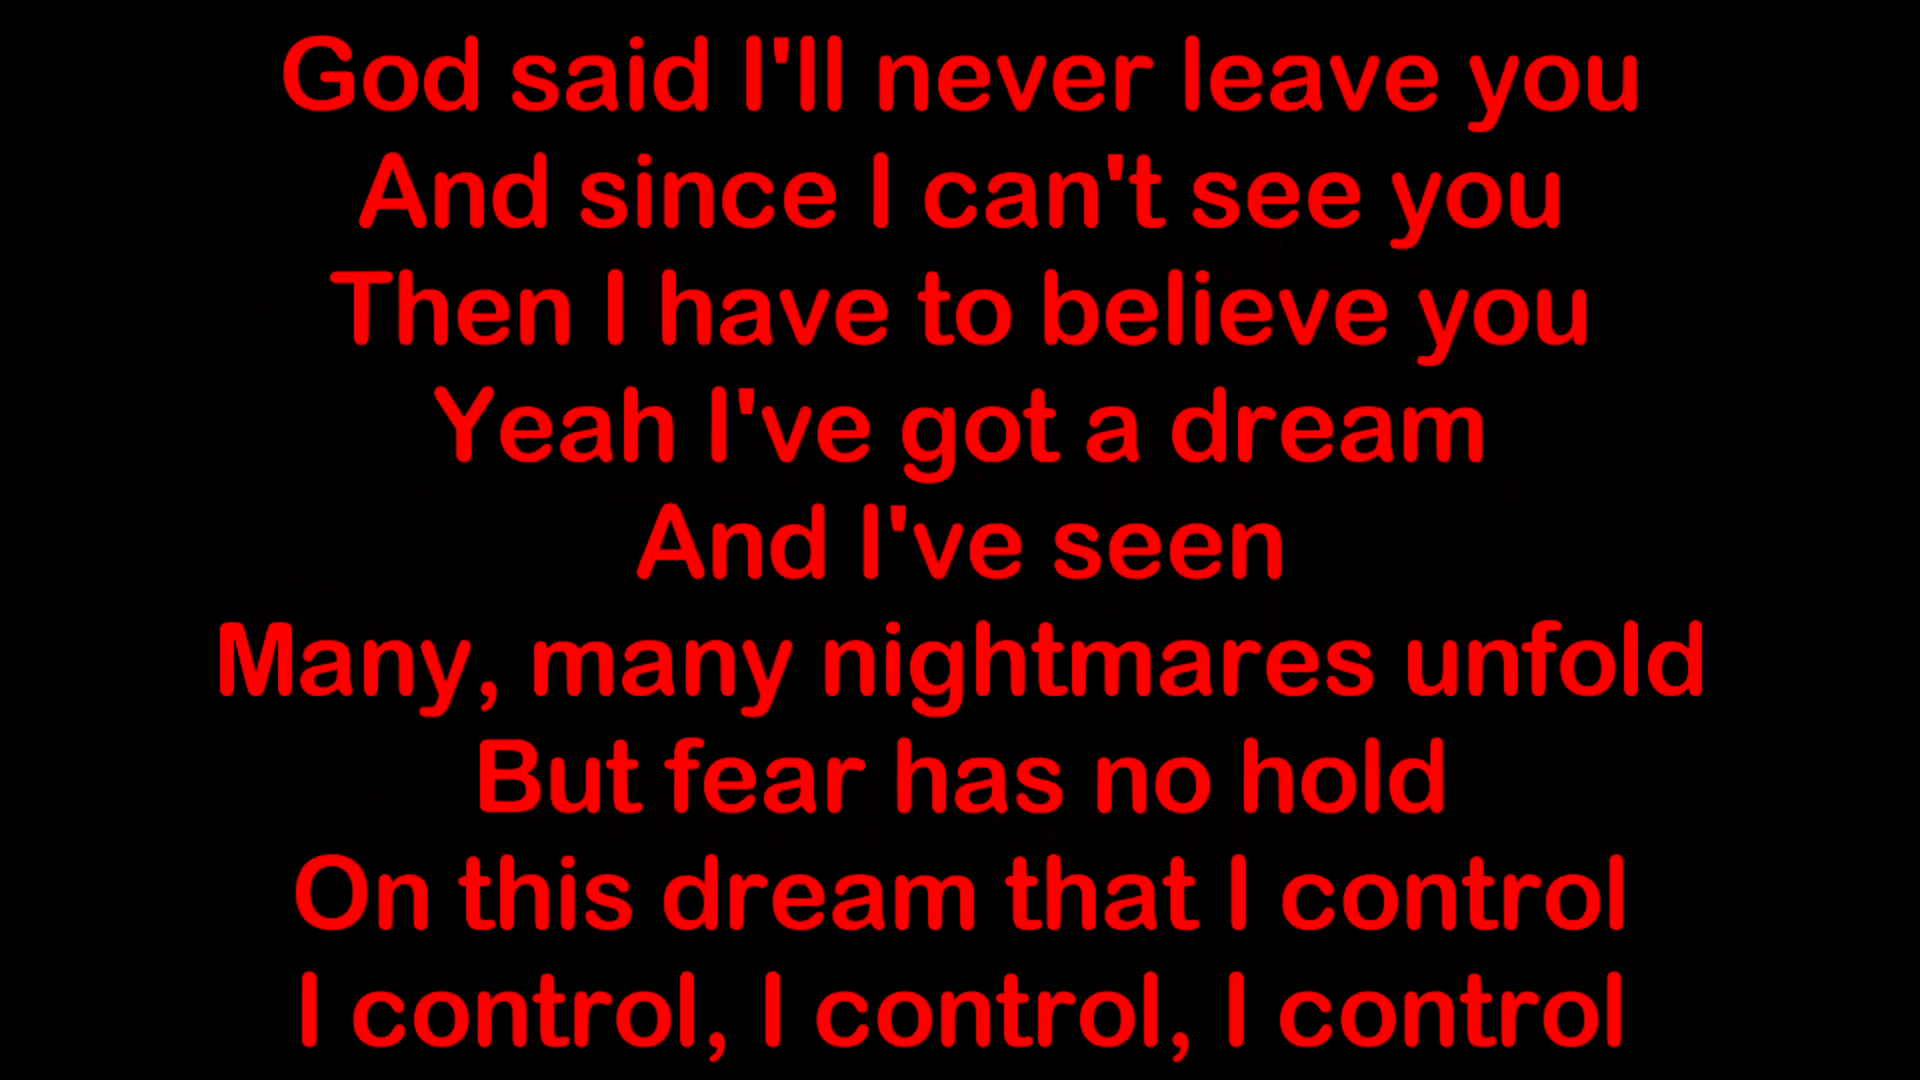 God said I'll never leave you
And since I can't see you
Then I have to believe you
Yeah I've got a dream
And I've seen
Many, many nightmares unfold
But fear has no hold
On this dream that I control
I control, I control, I control